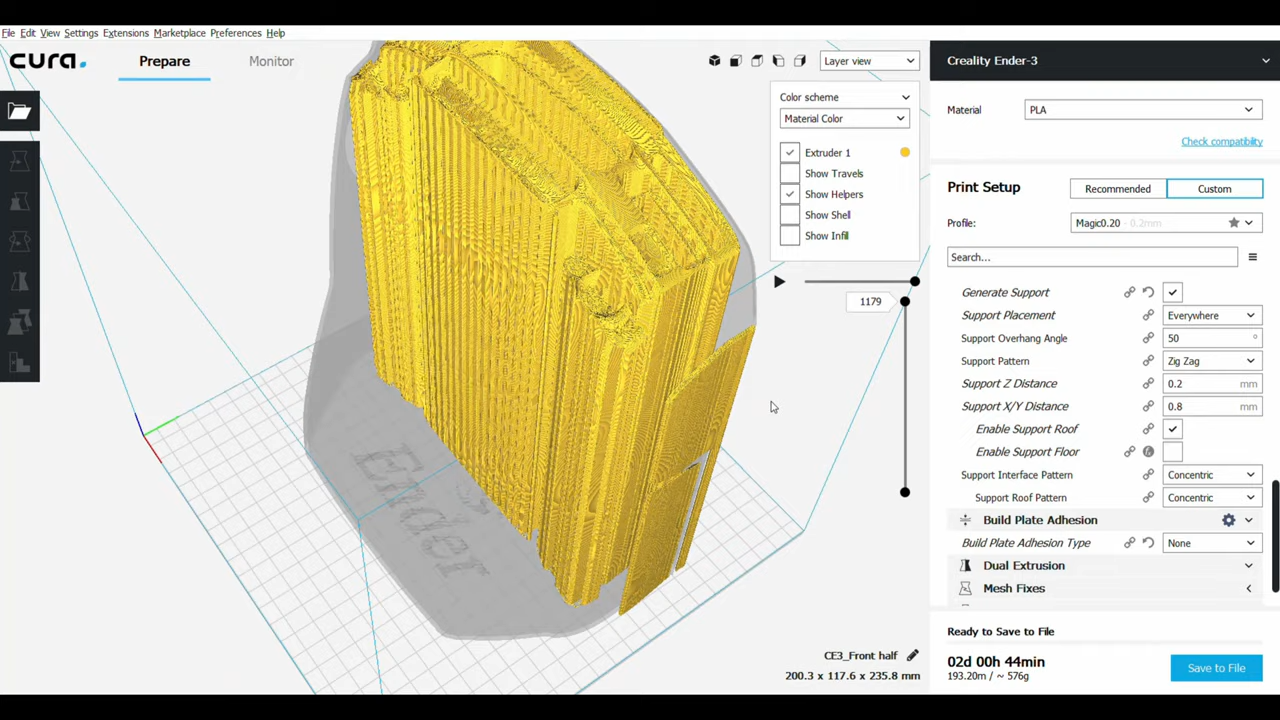 File Edit View Settings Extensions Marketplace Preferences Help
cura.
Prepare
Monitor
Layer view
Color scheme
Material Color
Extruder 1
Show Travels
Show Helpers
Show Shell
Show Infill
1179
Ender
CE3_Front half
200.3 x 117.6 x 235.8 mm
Creality Ender-3
Material PLA
Check compatibility
Print Setup Recommended Custom
Profile: Magic0.20 - 0.2mm
Search...
Generate Support
Support Placement Everywhere
Support Overhang Angle 50 °
Support Pattern Zig Zag
Support Z Distance 0.2 mm
Support X/Y Distance 0.8 mm
Enable Support Roof
Enable Support Floor
Support Interface Pattern Concentric
Support Roof Pattern Concentric
Build Plate Adhesion
Build Plate Adhesion Type None
Dual Extrusion
Mesh Fixes
Ready to Save to File
02d 00h 44min
193.20m / ~ 576g
Save to File